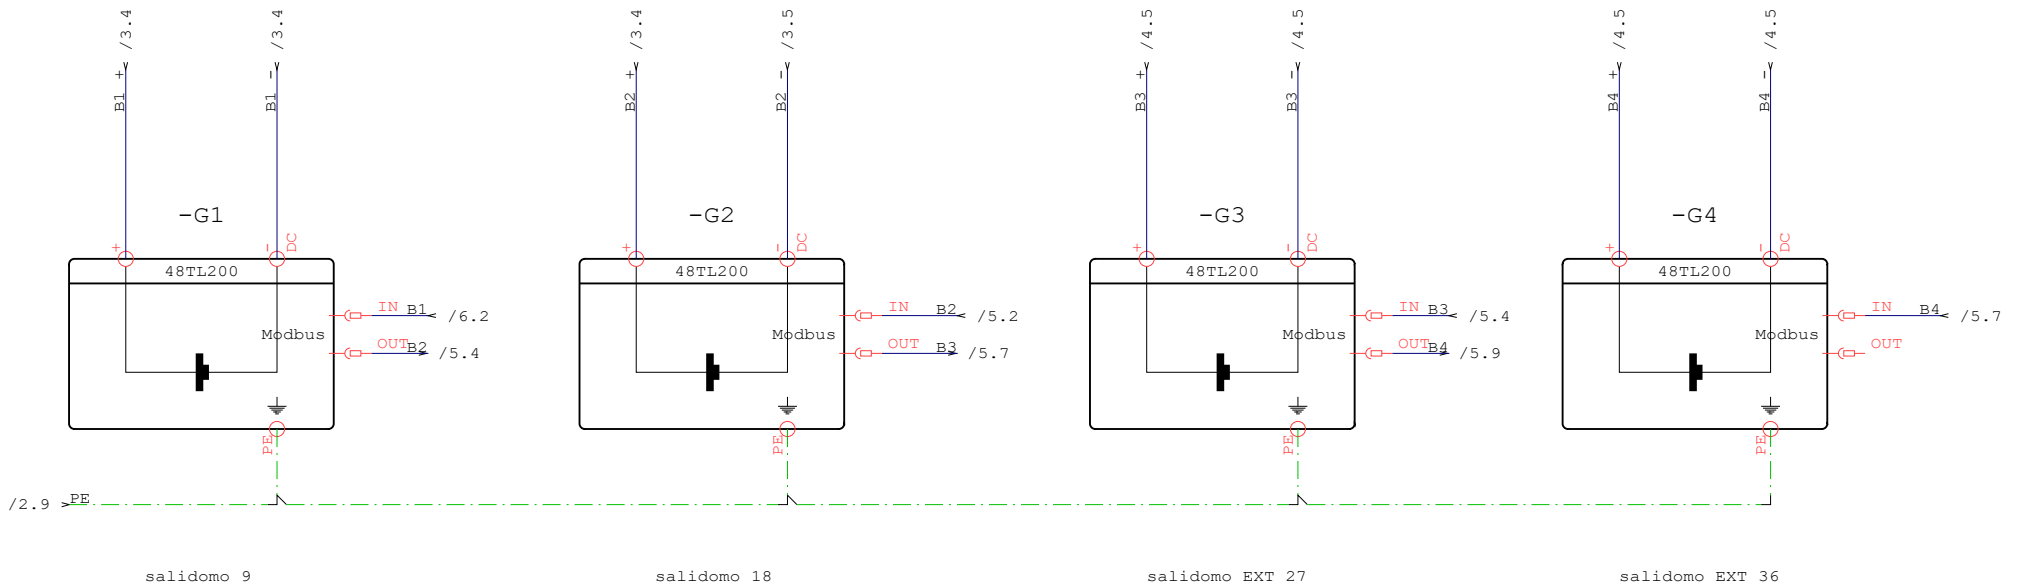 /3.4 /3.4 /3.4 /3.5 /4.5 /4.5 /4.5 /4.5
B1 + B1 - B2 + B2 - B3 + B3 - B4 + B4 -
-G1 -G2 -G3 -G4
+ - DC + - DC + - DC + - DC
48TL200 48TL200 48TL200 48TL200
IN B1 /6.2 IN B2 /5.2 IN B3 /5.4 IN B4 /5.7
Modbus Modbus Modbus Modbus
OUT B2 /5.4 OUT B3 /5.7 OUT B4 /5.9 OUT
PE PE PE PE
/2.9 PE
salidomo 9 salidomo 18 salidomo EXT 27 salidomo EXT 36